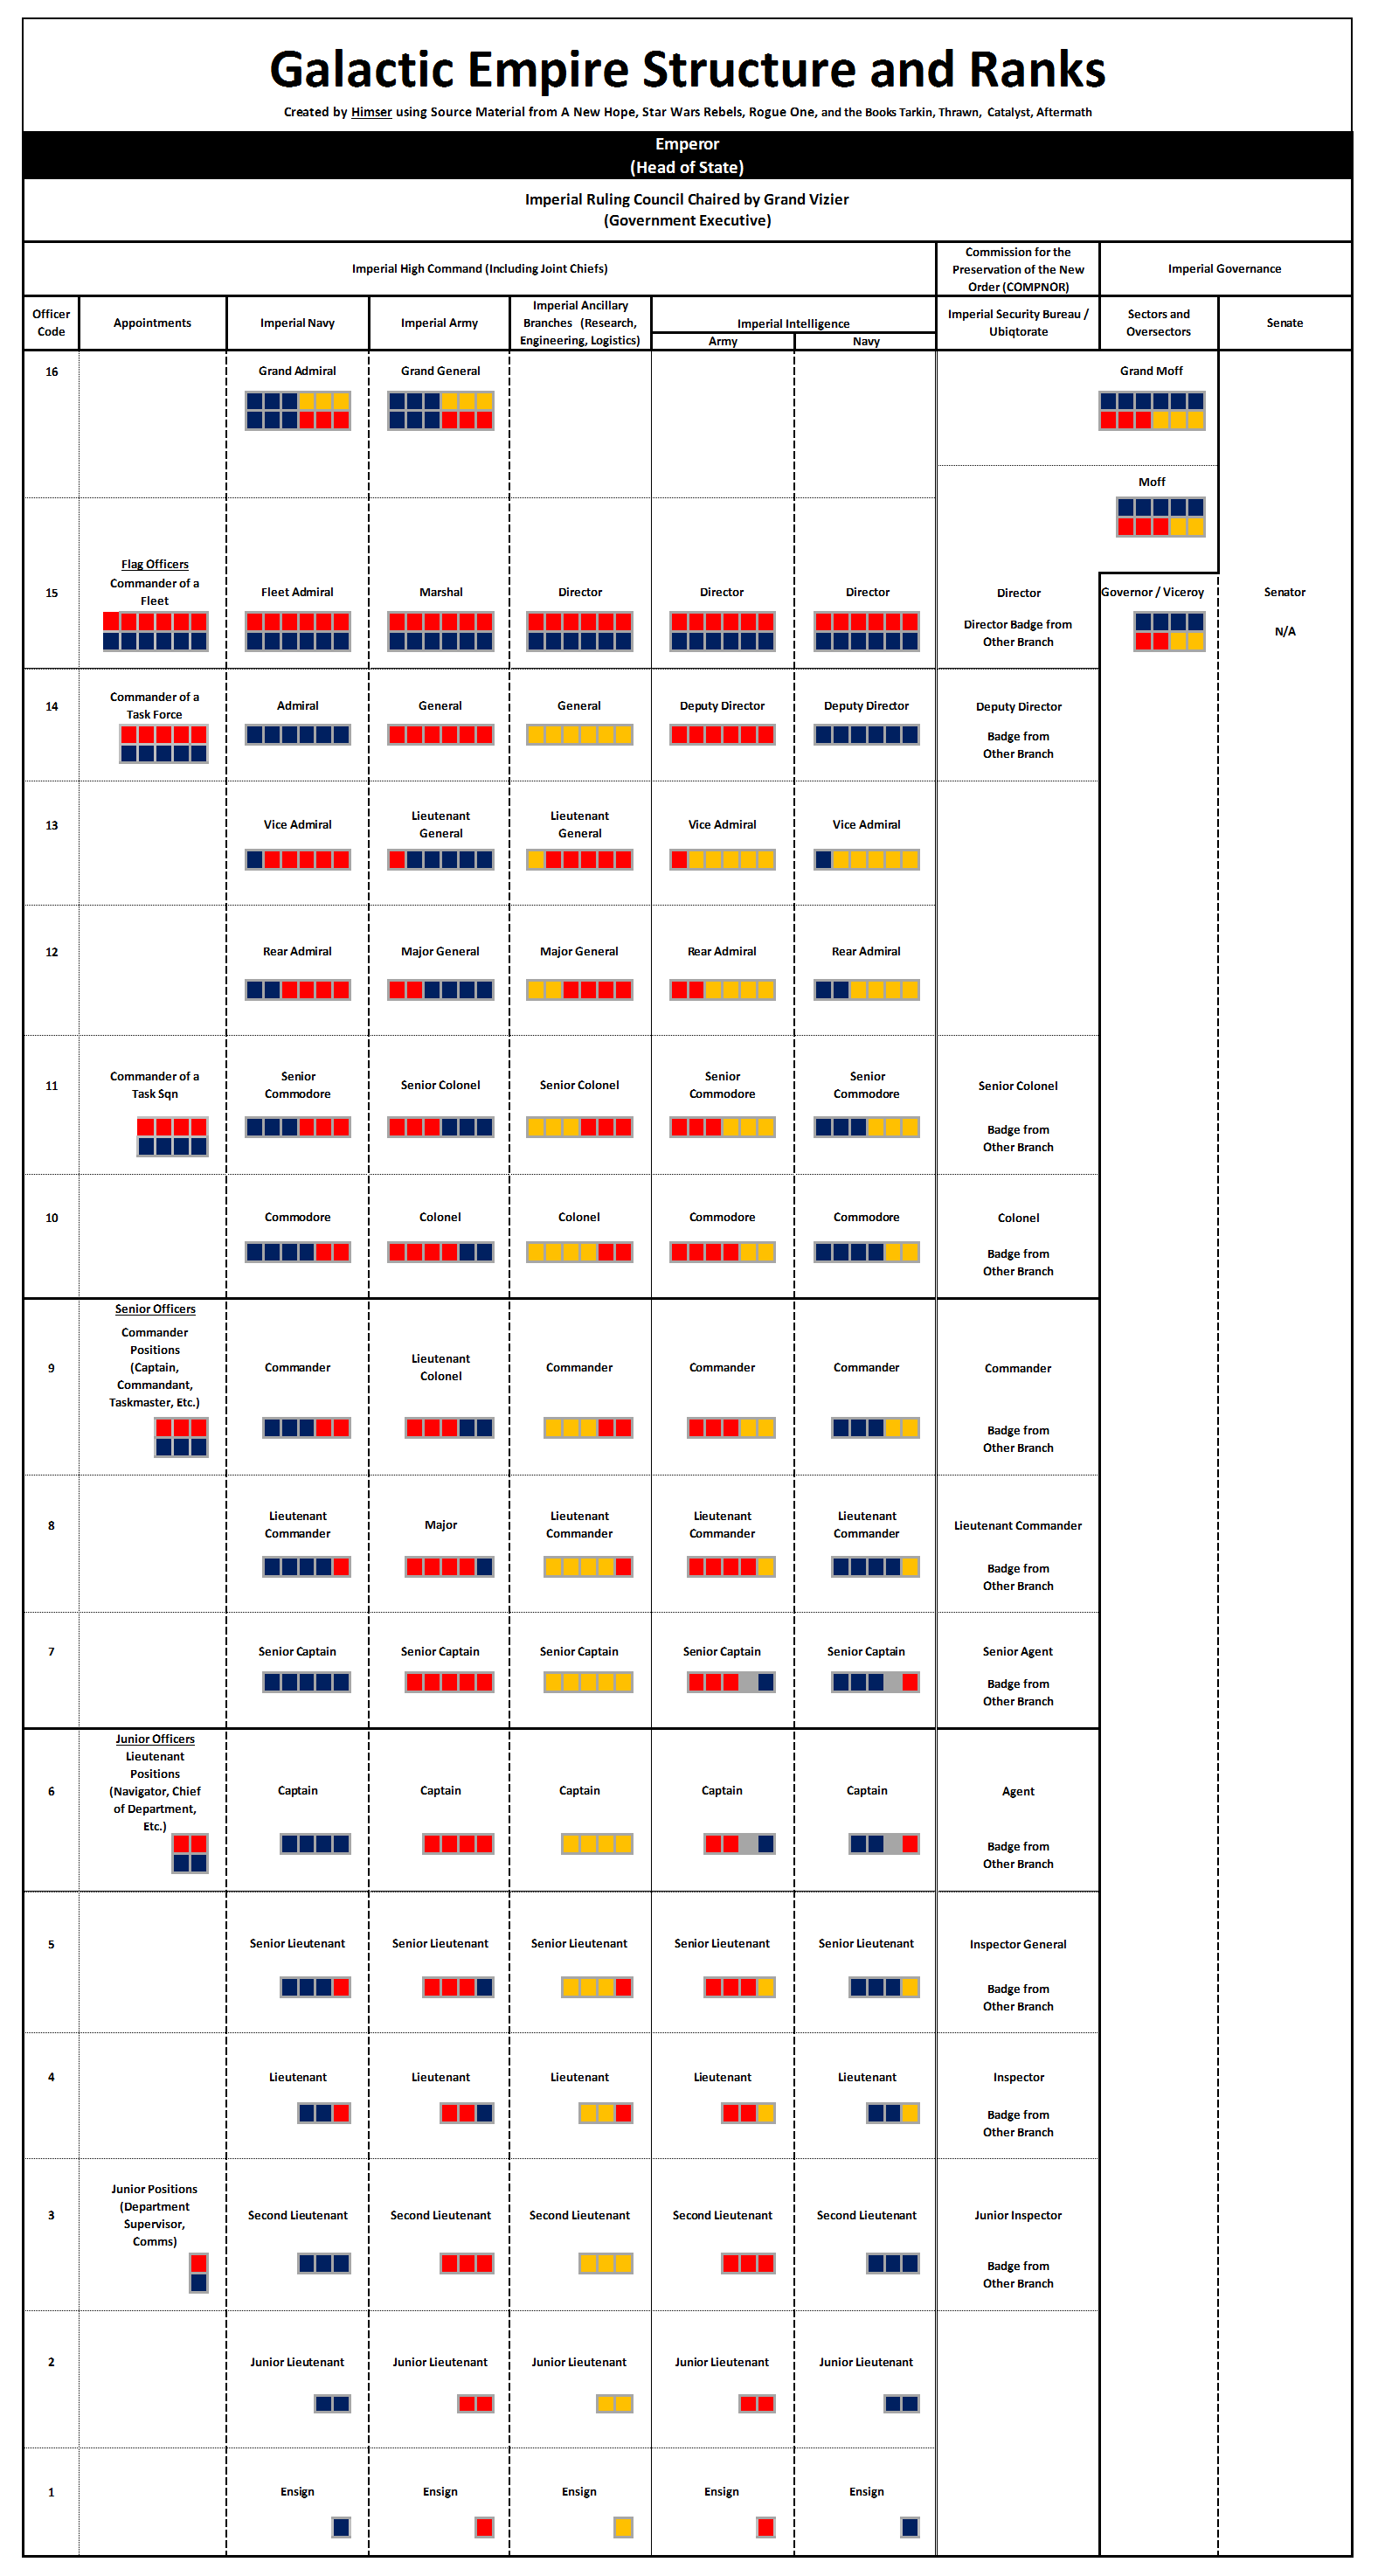 Galactic Empire Structure and Ranks
Created by Himser using Source Material from A New Hope, Star Wars Rebels, Rogue One, and the Books Tarkin, Thrawn, Catalyst, Aftermath
Emperor
(Head of State)
Imperial Ruling Council Chaired by Grand Vizier
(Government Executive)
Imperial High Command (Including Joint Chiefs)
Commission for the
Preservation of the New
Order (COMPNOR)
Imperial Governance
Officer
Code
Appointments
Imperial Navy
Imperial Army
Imperial Ancillary
Branches (Research,
Engineering, Logistics)
Imperial Intelligence
Army
Navy
Imperial Security Bureau /
Ubiqtorate
Sectors and
Oversectors
Senate
16
Grand Admiral
Grand General
Grand Moff
Moff
15
Flag Officers
Commander of a
Fleet
Fleet Admiral
Marshal
Director
Director
Director
Director
Director Badge from
Other Branch
Governor / Viceroy
Senator
N/A
14
Commander of a
Task Force
Admiral
General
General
Deputy Director
Deputy Director
Deputy Director
Badge from
Other Branch
13
Vice Admiral
Lieutenant
General
Lieutenant
General
Vice Admiral
Vice Admiral
12
Rear Admiral
Major General
Major General
Rear Admiral
Rear Admiral
11
Commander of a
Task Sqn
Senior
Commodore
Senior Colonel
Senior Colonel
Senior
Commodore
Senior
Commodore
Senior Colonel
Badge from
Other Branch
10
Commodore
Colonel
Colonel
Commodore
Commodore
Colonel
Badge from
Other Branch
9
Senior Officers
Commander
Positions
(Captain,
Commandant,
Taskmaster, Etc.)
Commander
Lieutenant
Colonel
Commander
Commander
Commander
Commander
Badge from
Other Branch
8
Lieutenant
Commander
Major
Lieutenant
Commander
Lieutenant
Commander
Lieutenant
Commander
Lieutenant Commander
Badge from
Other Branch
7
Senior Captain
Senior Captain
Senior Captain
Senior Captain
Senior Captain
Senior Agent
Badge from
Other Branch
6
Junior Officers
Lieutenant
Positions
(Navigator, Chief
of Department,
Etc.)
Captain
Captain
Captain
Captain
Captain
Agent
Badge from
Other Branch
5
Senior Lieutenant
Senior Lieutenant
Senior Lieutenant
Senior Lieutenant
Senior Lieutenant
Inspector General
Badge from
Other Branch
4
Lieutenant
Lieutenant
Lieutenant
Lieutenant
Lieutenant
Inspector
Badge from
Other Branch
3
Junior Positions
(Department
Supervisor,
Comms)
Second Lieutenant
Second Lieutenant
Second Lieutenant
Second Lieutenant
Second Lieutenant
Junior Inspector
Badge from
Other Branch
2
Junior Lieutenant
Junior Lieutenant
Junior Lieutenant
Junior Lieutenant
Junior Lieutenant
1
Ensign
Ensign
Ensign
Ensign
Ensign